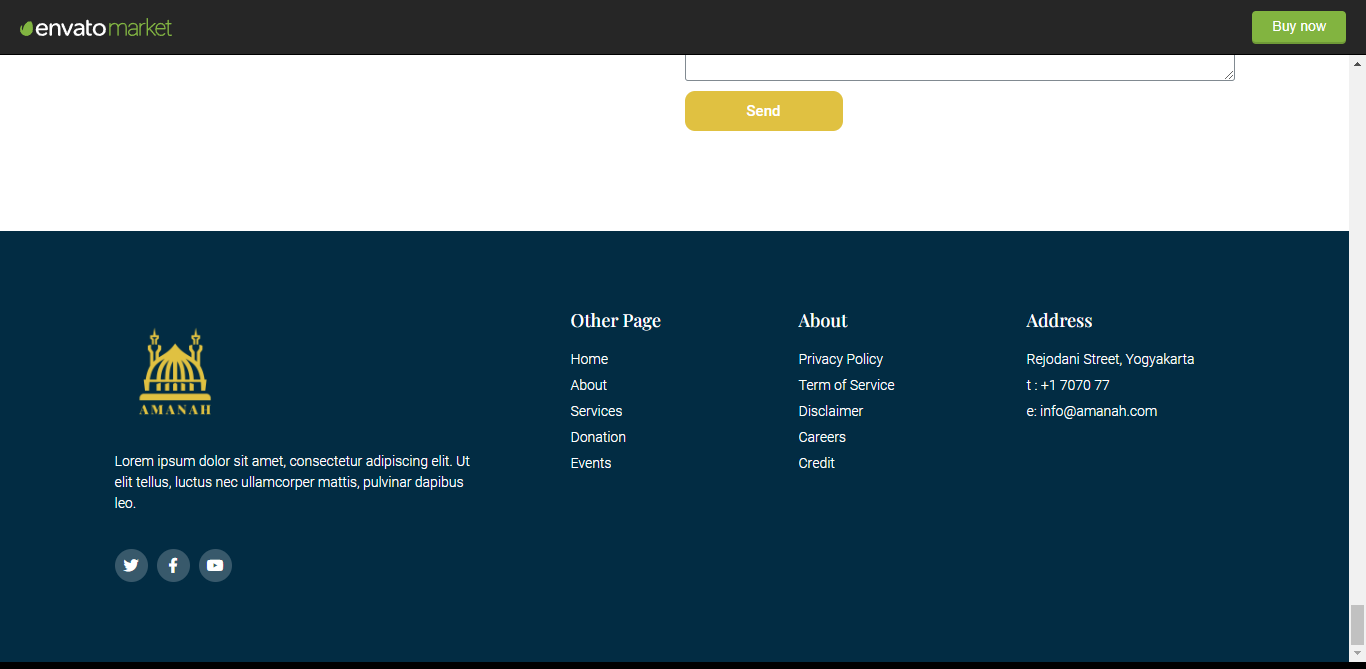 envato market
Buy now
Send
AMANAH
Lorem ipsum dolor sit amet, consectetur adipiscing elit. Ut
elit tellus, luctus nec ullamcorper mattis, pulvinar dapibus
leo.
Other Page
Home
About
Services
Donation
Events
About
Privacy Policy
Term of Service
Disclaimer
Careers
Credit
Address
Rejodani Street, Yogyakarta
t : +1 7070 77
e: info@amanah.com